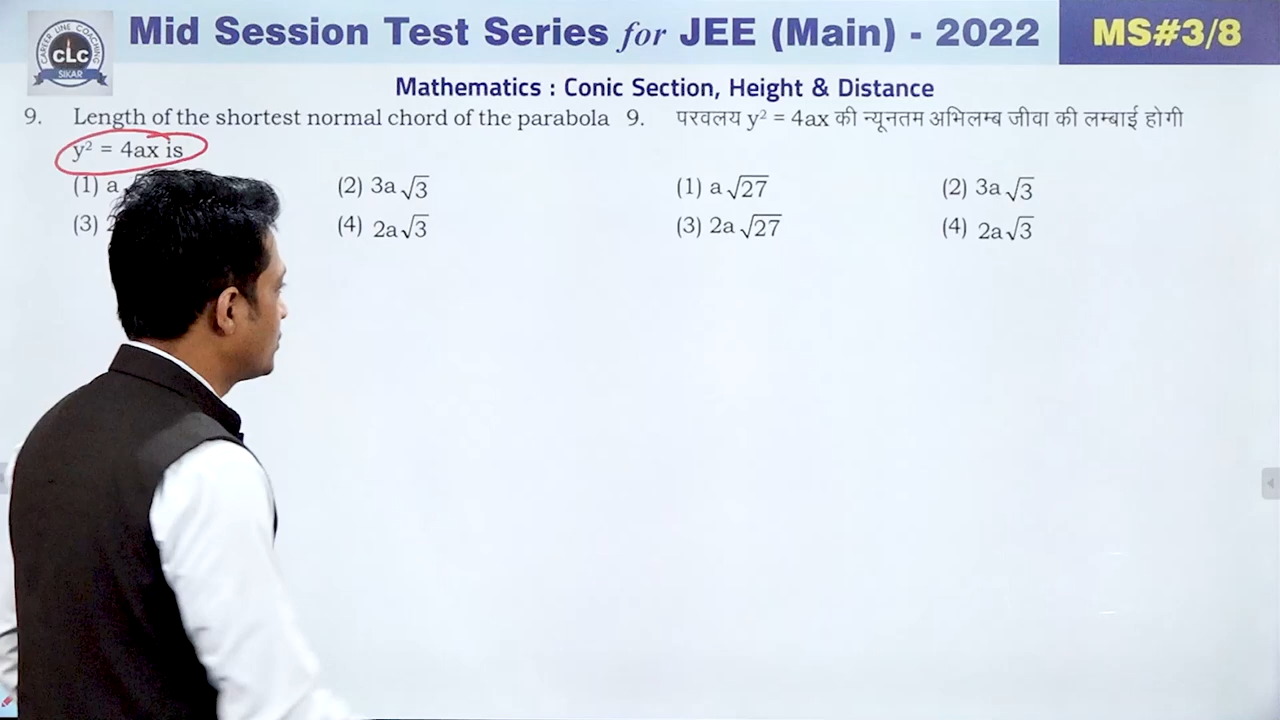 CAREER LINE COACHING
CLC
SIKAR
Mid Session Test Series for JEE (Main) - 2022
MS#3/8
Mathematics : Conic Section, Height & Distance
9. Length of the shortest normal chord of the parabola
y² = 4ax is
(1) a
(2) 3a√3
(3) 2
(4) 2a√3
9. परवलय y² = 4ax की न्यूनतम अभिलम्ब जीवा की लम्बाई होगी
(1) a√27
(2) 3a√3
(3) 2a√27
(4) 2a√3